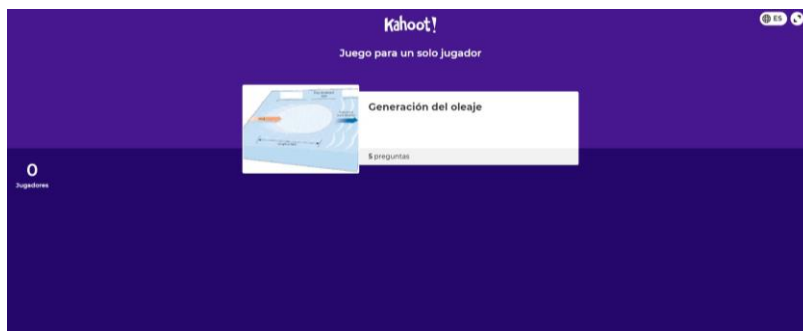 Kahoot!
ES
Juego para un solo jugador
Generación del oleaje
5 preguntas
0
Jugadores